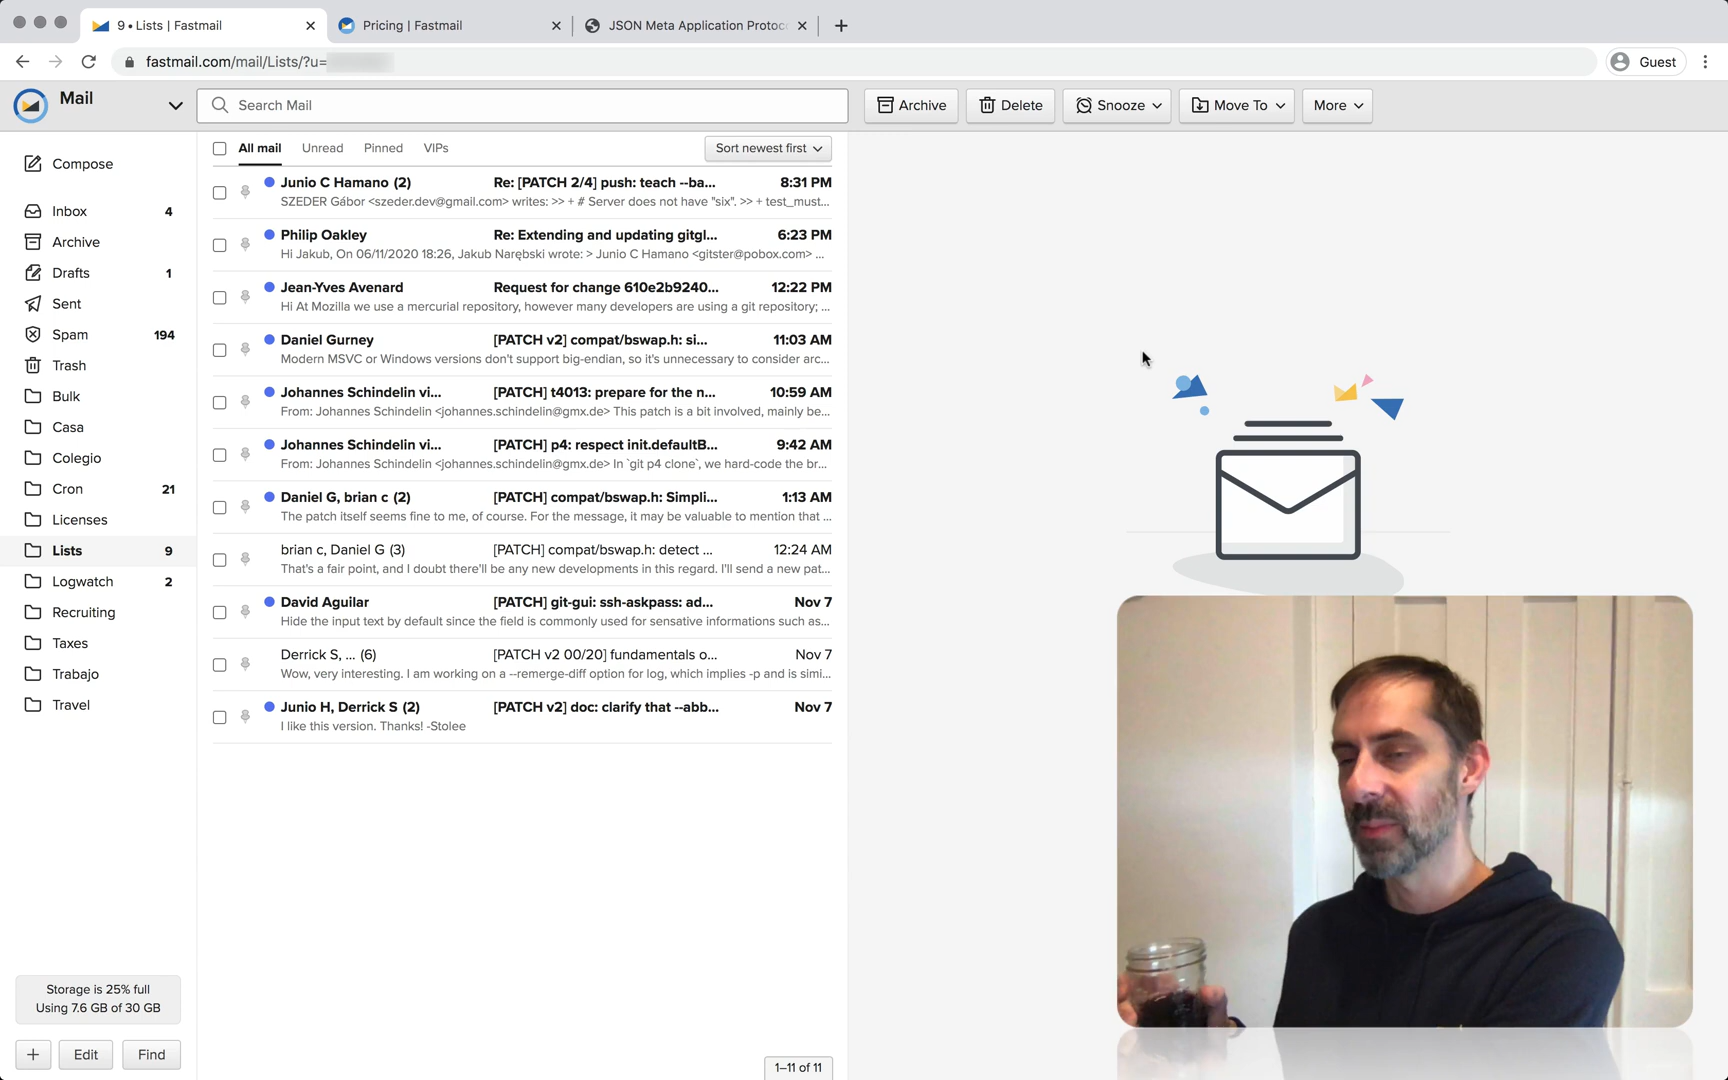 9 • Lists | Fastmail
Pricing | Fastmail
JSON Meta Application Protoc
fastmail.com/mail/Lists/?u=
Guest
Mail
Search Mail
Archive
Delete
Snooze
Move To
More
Compose
Inbox 4
Archive
Drafts 1
Sent
Spam 194
Trash
Bulk
Casa
Colegio
Cron 21
Licenses
Lists 9
Logwatch 2
Recruiting
Taxes
Trabajo
Travel
Storage is 25% full
Using 7.6 GB of 30 GB
Edit
Find
All mail Unread Pinned VIPs Sort newest first
Junio C Hamano (2) Re: [PATCH 2/4] push: teach --ba... 8:31 PM
SZEDER Gábor <szeder.dev@gmail.com> writes: >> + # Server does not have "six". >> + test_must...
Philip Oakley Re: Extending and updating gitgl... 6:23 PM
Hi Jakub, On 06/11/2020 18:26, Jakub Narębski wrote: > Junio C Hamano <gitster@pobox.com> ...
Jean-Yves Avenard Request for change 610e2b9240... 12:22 PM
Hi At Mozilla we use a mercurial repository, however many developers are using a git repository; ...
Daniel Gurney [PATCH v2] compat/bswap.h: si... 11:03 AM
Modern MSVC or Windows versions don't support big-endian, so it's unnecessary to consider arc...
Johannes Schindelin vi... [PATCH] t4013: prepare for the n... 10:59 AM
From: Johannes Schindelin <johannes.schindelin@gmx.de> This patch is a bit involved, mainly be...
Johannes Schindelin vi... [PATCH] p4: respect init.defaultB... 9:42 AM
From: Johannes Schindelin <johannes.schindelin@gmx.de> In `git p4 clone`, we hard-code the br...
Daniel G, brian c (2) [PATCH] compat/bswap.h: Simpli... 1:13 AM
The patch itself seems fine to me, of course. For the message, it may be valuable to mention that ...
brian c, Daniel G (3) [PATCH] compat/bswap.h: detect ... 12:24 AM
That's a fair point, and I doubt there'll be any new developments in this regard. I'll send a new pat...
David Aguilar [PATCH] git-gui: ssh-askpass: ad... Nov 7
Hide the input text by default since the field is commonly used for sensative informations such as...
Derrick S, ... (6) [PATCH v2 00/20] fundamentals o... Nov 7
Wow, very interesting. I am working on a --remerge-diff option for log, which implies -p and is simi...
Junio H, Derrick S (2) [PATCH v2] doc: clarify that --abb... Nov 7
I like this version. Thanks! -Stolee
1–11 of 11